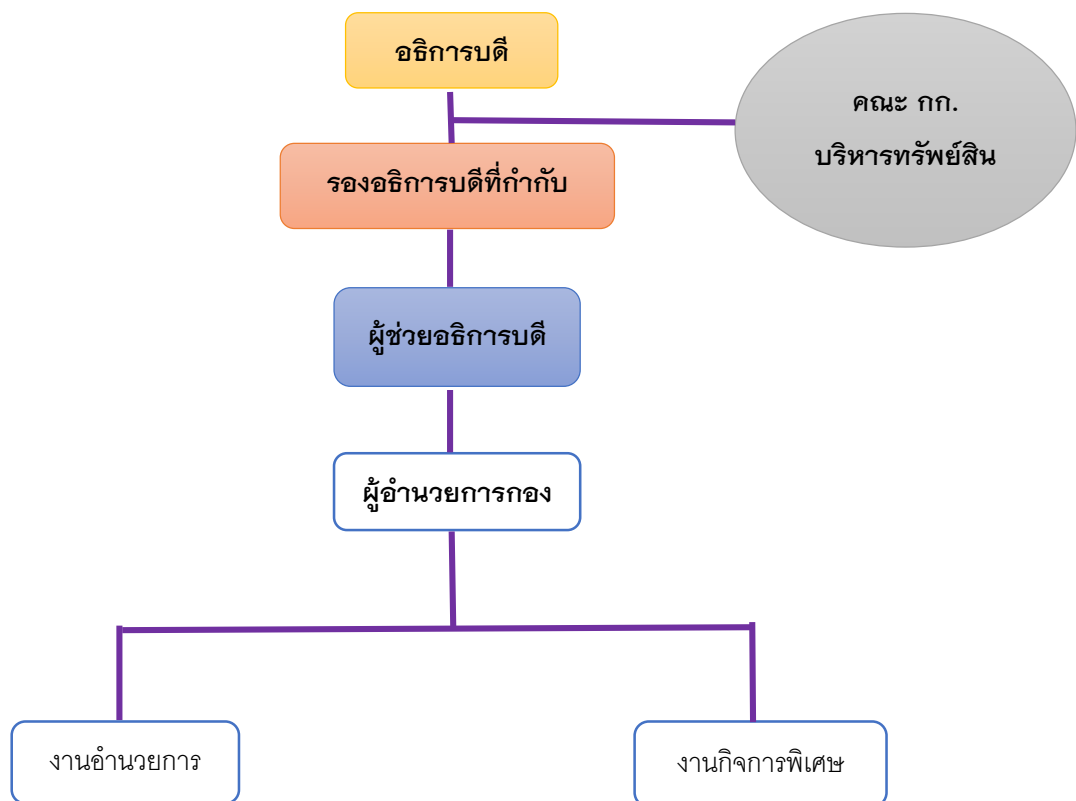 อธิการบดี
คณะ กก.
บริหารทรัพย์สิน
รองอธิการบดีที่กำกับ
ผู้ช่วยอธิการบดี
ผู้อำนวยการกอง
งานอำนวยการ
งานกิจการพิเศษ